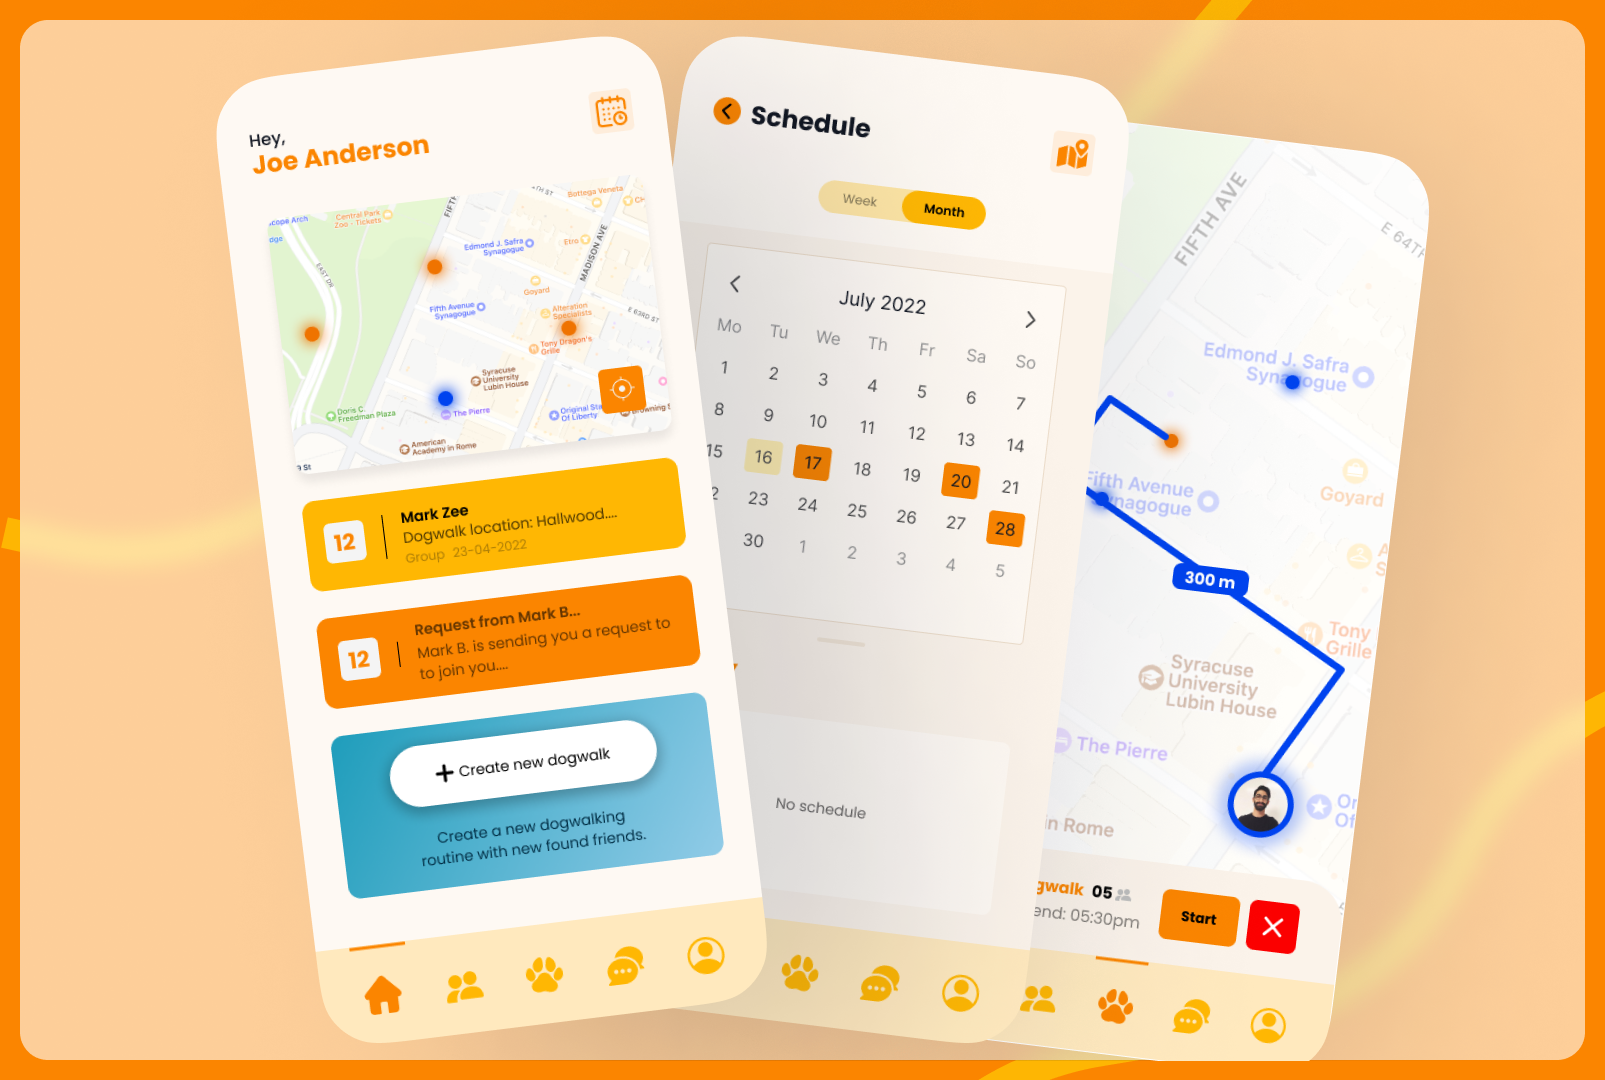 Hey,
Joe Anderson
Central Park
Zoo - Tickets
FIFTH
Bottega Veneta
EAST DR
Edmond J. Safra
Synagogue
Etro
MADISON AVE
Goyard
Fifth Avenue
Synagogue
Alteration
Specialists
E 63RD ST
Tony Dragon's
Grille
Syracuse
University
Lubin House
Doris C.
Freedman Plaza
The Pierre
Original Sta
Of Liberty
American
Academy in Rome
12
Mark Zee
Dogwalk location: Hallwood....
Group 23-04-2022
12
Request from Mark B...
Mark B. is sending you a request to
to join you....
Create new dogwalk
Create a new dogwalking
routine with new found friends.
Schedule
Week
Month
July 2022
Mo Tu We Th Fr Sa So
1 2 3 4 5 6 7
8 9 10 11 12 13 14
15 16 17 18 19 20 21
2 23 24 25 26 27 28
30 1 2 3 4 5
No schedule
FIFTH AVE
E 64TH
Edmond J. Safra
Synagogue
Fifth Avenue
Synagogue
Goyard
300 m
Tony
Grille
Syracuse
University
Lubin House
The Pierre
in Rome
gwalk 05
end: 05:30pm
Start